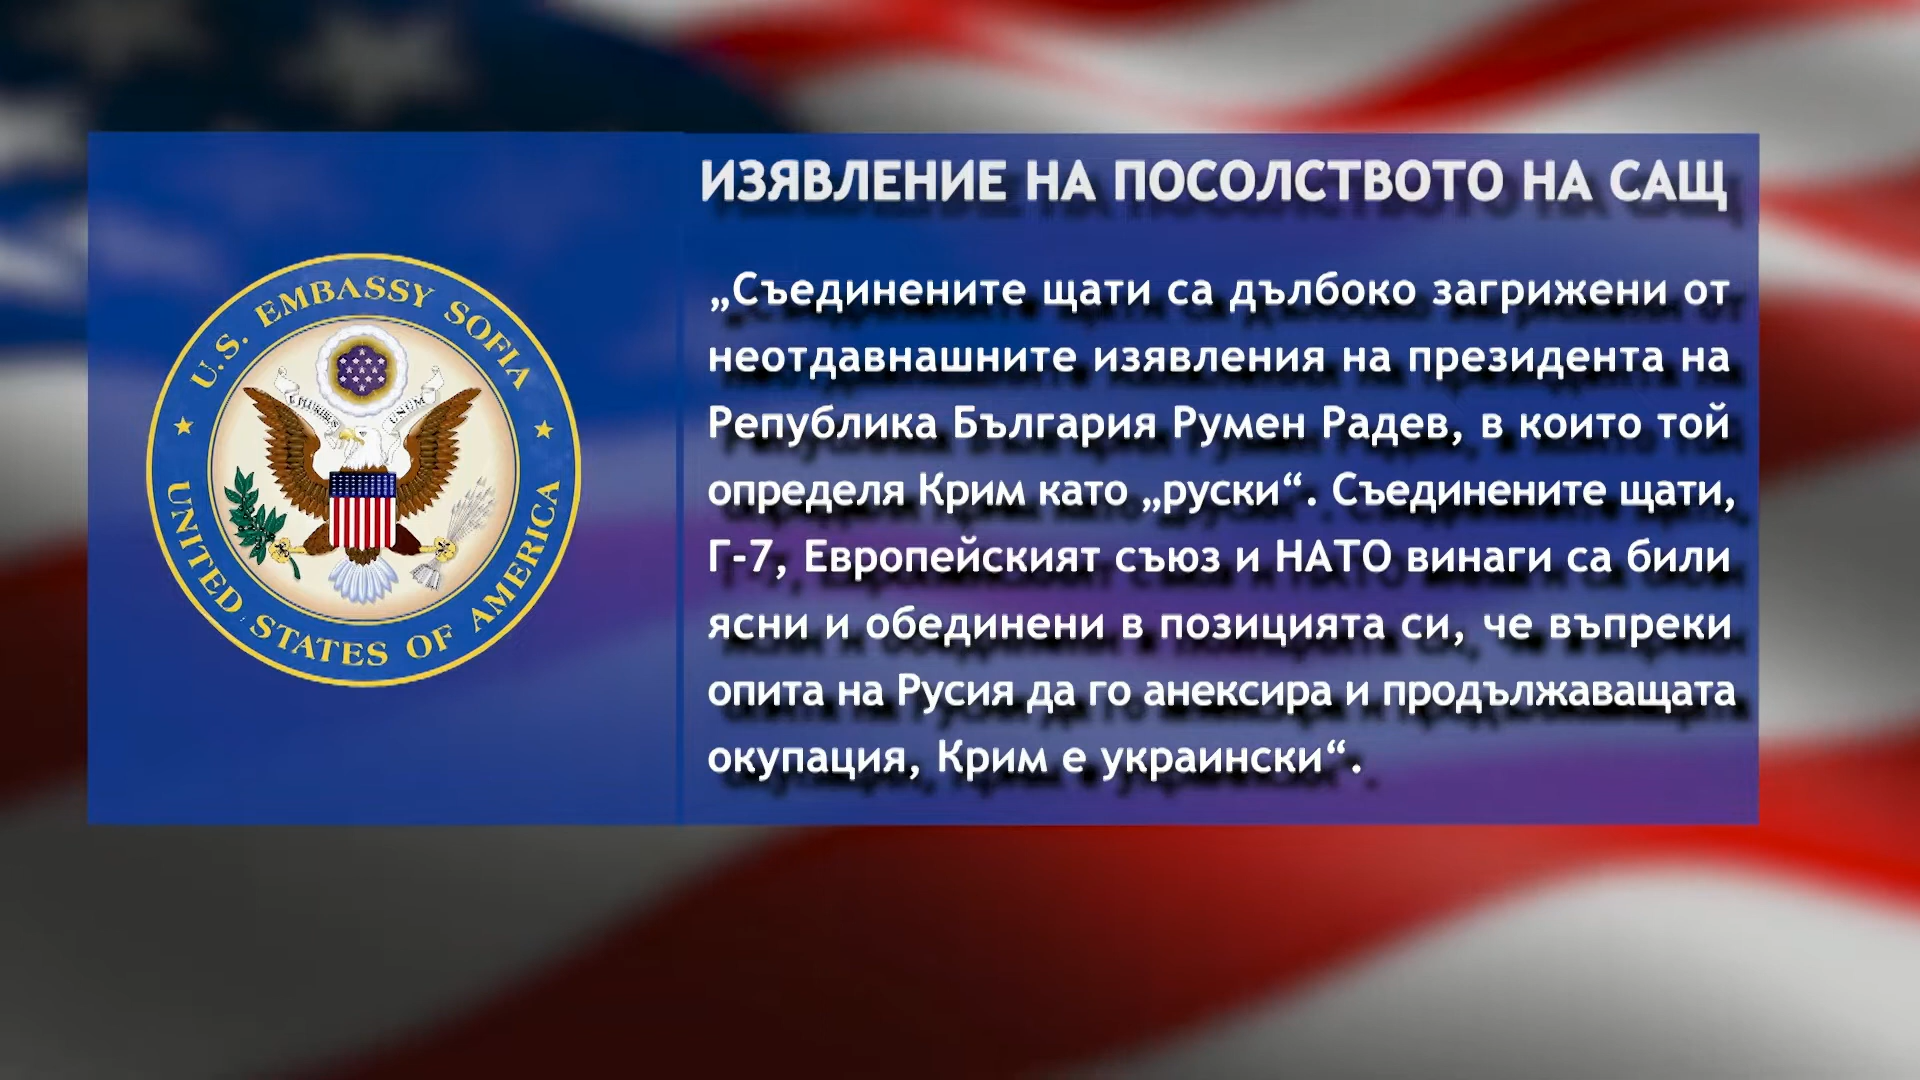 ИЗЯВЛЕНИЕ НА ПОСОЛСТВОТО НА САЩ
U.S. EMBASSY SOFIA
UNITED STATES OF AMERICA
„Съединените щати са дълбоко загрижени от
неотдавнашните изявления на президента на
Република България Румен Радев, в които той
определя Крим като „руски“. Съединените щати,
Г-7, Европейският съюз и НАТО винаги са били
ясни и обединени в позицията си, че въпреки
опита на Русия да го анексира и продължаващата
окупация, Крим е украински“.